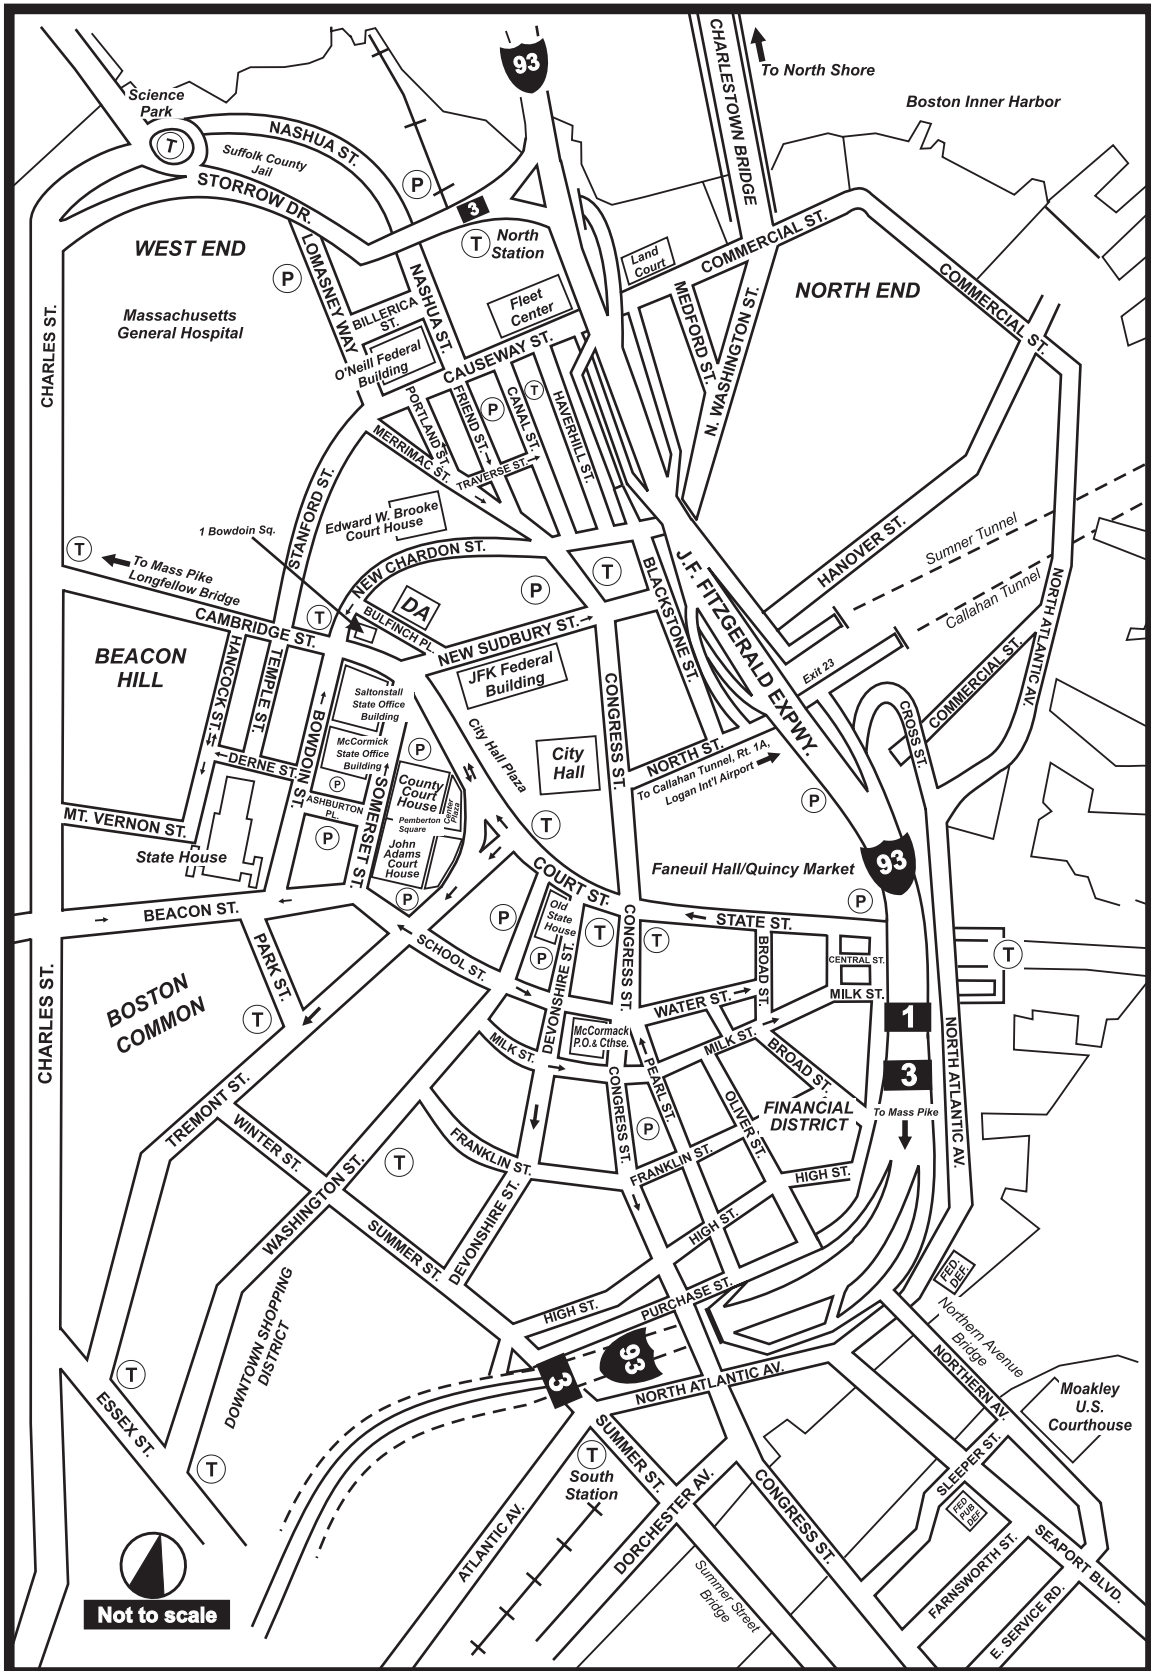 93
CHARLESTOWN BRIDGE
To North Shore
Boston Inner Harbor
Science
Park
T
NASHUA ST.
Suffolk County
Jail
STORROW DR.
P
3
T
North
Station
WEST END
P
LOMASNEY WAY
NASHUA ST.
Land
Court
COMMERCIAL ST.
COMMERCIAL ST.
NORTH END
Massachusetts
General Hospital
BILLERICA
ST.
Fleet
Center
MEDFORD ST.
N. WASHINGTON ST.
CHARLES ST.
O'Neill Federal
Building
CAUSEWAY ST.
PORTLAND ST.
FRIEND ST.
P
CANAL ST.
T
HAVERHILL ST.
MERRIMAC ST.
TRAVERSE ST.
STANFORD ST.
Edward W. Brooke
Court House
1 Bowdoin Sq.
NEW CHARDON ST.
T
To Mass Pike
Longfellow Bridge
CAMBRIDGE ST.
T
DA
BULFINCH PL.
NEW SUDBURY ST.
P
T
BLACKSTONE ST.
J.F. FITZGERALD EXPWY.
HANOVER ST.
Sumner Tunnel
Callahan Tunnel
NORTH ATLANTIC AV.
Exit 23
COMMERCIAL ST.
CROSS ST.
BEACON
HILL
HANCOCK ST.
TEMPLE ST.
BOWDOIN ST.
Saltonstall
State Office
Building
McCormick
State Office
Building
P
JFK Federal
Building
City Hall Plaza
City
Hall
CONGRESS ST.
NORTH ST.
To Callahan Tunnel, Rt. 1A,
Logan Int'l Airport
DERNE ST.
P
ASHBURTON
PL.
SOMERSET ST.
County
Court
House
Center
Plaza
Pemberton
Square
John
Adams
Court
House
P
P
T
P
MT. VERNON ST.
State House
COURT ST.
Faneuil Hall/Quincy Market
93
P
BEACON ST.
PARK ST.
SCHOOL ST.
P
Old
State
House
P
DEVONSHIRE ST.
T
CONGRESS ST.
T
STATE ST.
BROAD ST.
CENTRAL ST.
MILK ST.
T
BOSTON
COMMON
T
CHARLES ST.
WATER ST.
1
3
McCormack
P.O. & Cthse.
MILK ST.
MILK ST.
BROAD ST.
CONGRESS ST.
PEARL ST.
OLIVER ST.
P
FINANCIAL
DISTRICT
To Mass Pike
NORTH ATLANTIC AV.
TREMONT ST.
WINTER ST.
T
FRANKLIN ST.
FRANKLIN ST.
HIGH ST.
WASHINGTON ST.
SUMMER ST.
DEVONSHIRE ST.
HIGH ST.
HIGH ST.
PURCHASE ST.
FED.
DEF.
Northern Avenue
Bridge
NORTHERN AV.
DOWNTOWN SHOPPING
DISTRICT
3
93
NORTH ATLANTIC AV.
Moakley
U.S.
Courthouse
T
ESSEX ST.
T
SUMMER ST.
T
South
Station
ATLANTIC AV.
DORCHESTER AV.
CONGRESS ST.
SLEEPER ST.
FED
PUB
DEF
SEAPORT BLVD.
FARNSWORTH ST.
E. SERVICE RD.
Summer Street
Bridge
Not to scale